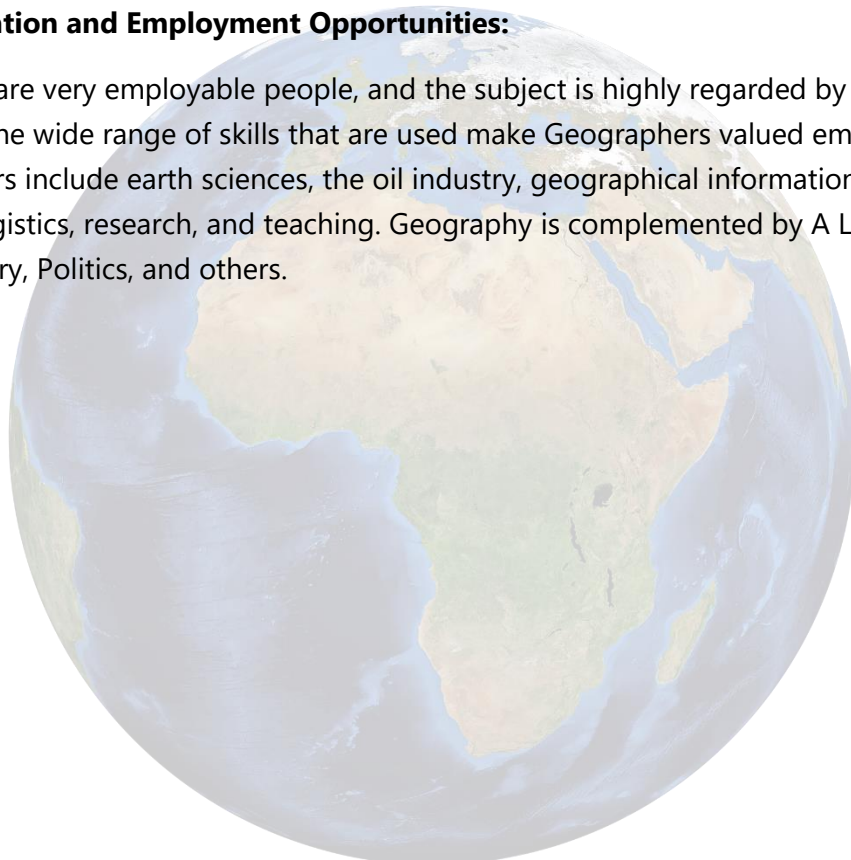 ation and Employment Opportunities:
are very employable people, and the subject is highly regarded by
he wide range of skills that are used make Geographers valued em
rs include earth sciences, the oil industry, geographical information
gistics, research, and teaching. Geography is complemented by A L
ry, Politics, and others.